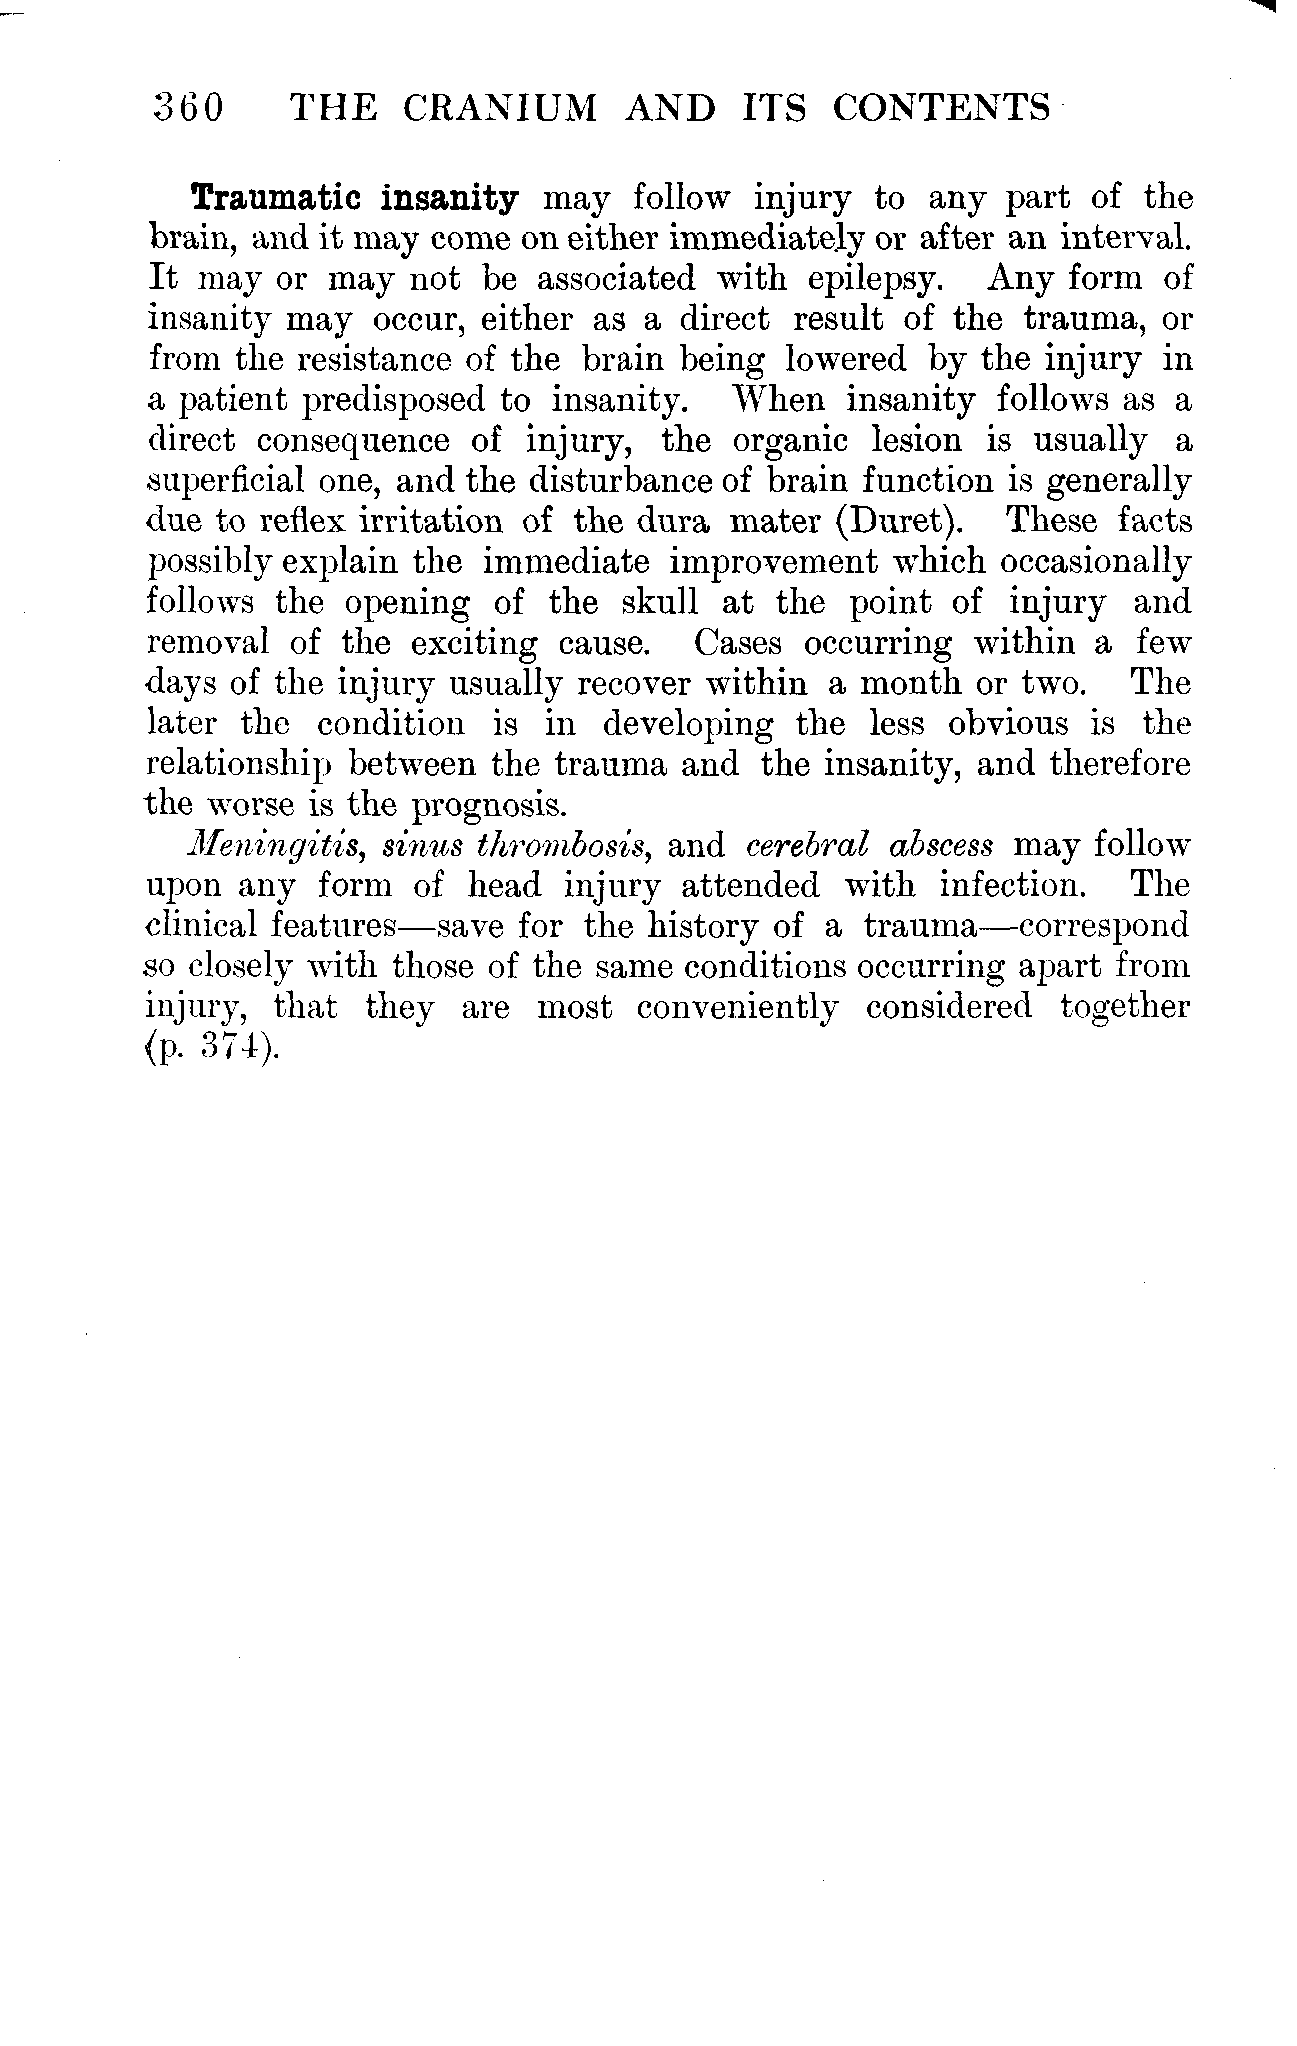 360 THE CRANIUM AND ITS CONTENTS
Traumatic insanity may follow injury to any part of the
brain, and it may come on either immediately or after an interval.
It may or may not be associated with epilepsy. Any form of
insanity may occur, either as a direct result of the trauma, or
from the resistance of the brain being lowered by the injury in
a patient predisposed to insanity. When insanity follows as a
direct consequence of injury, the organic lesion is usually a
superficial one, and the disturbance of brain function is generally
due to reflex irritation of the dura mater (Duret). These facts
possibly explain the immediate improvement which occasionally
follows the opening of the skull at the point of injury and
removal of the exciting cause. Cases occurring within a few
days of the injury usually recover within a month or two. The
later the condition is in developing the less obvious is the
relationship between the trauma and the insanity, and therefore
the worse is the prognosis.
Meningitis, sinus thrombosis, and cerebral abscess may follow
upon any form of head injury attended with infection. The
clinical features—save for the history of a trauma—correspond
so closely with those of the same conditions occurring apart from
injury, that they are most conveniently considered together
(p. 374).